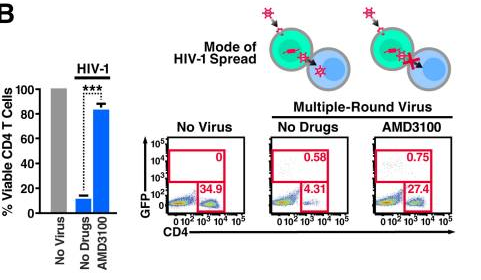 B
Mode of
HIV-1 Spread
HIV-1
***
% Viable CD4 T Cells
100
80
60
40
20
0
No Virus
No Drugs
AMD3100
Multiple-Round Virus
No Virus
No Drugs
AMD3100
GFP
10⁵
10⁴
10³
10²
0
0
34.9
0.58
4.31
0.75
27.4
0 10² 10³ 10⁴ 10⁵
0 10² 10³ 10⁴ 10⁵
0 10² 10³ 10⁴ 10⁵
CD4